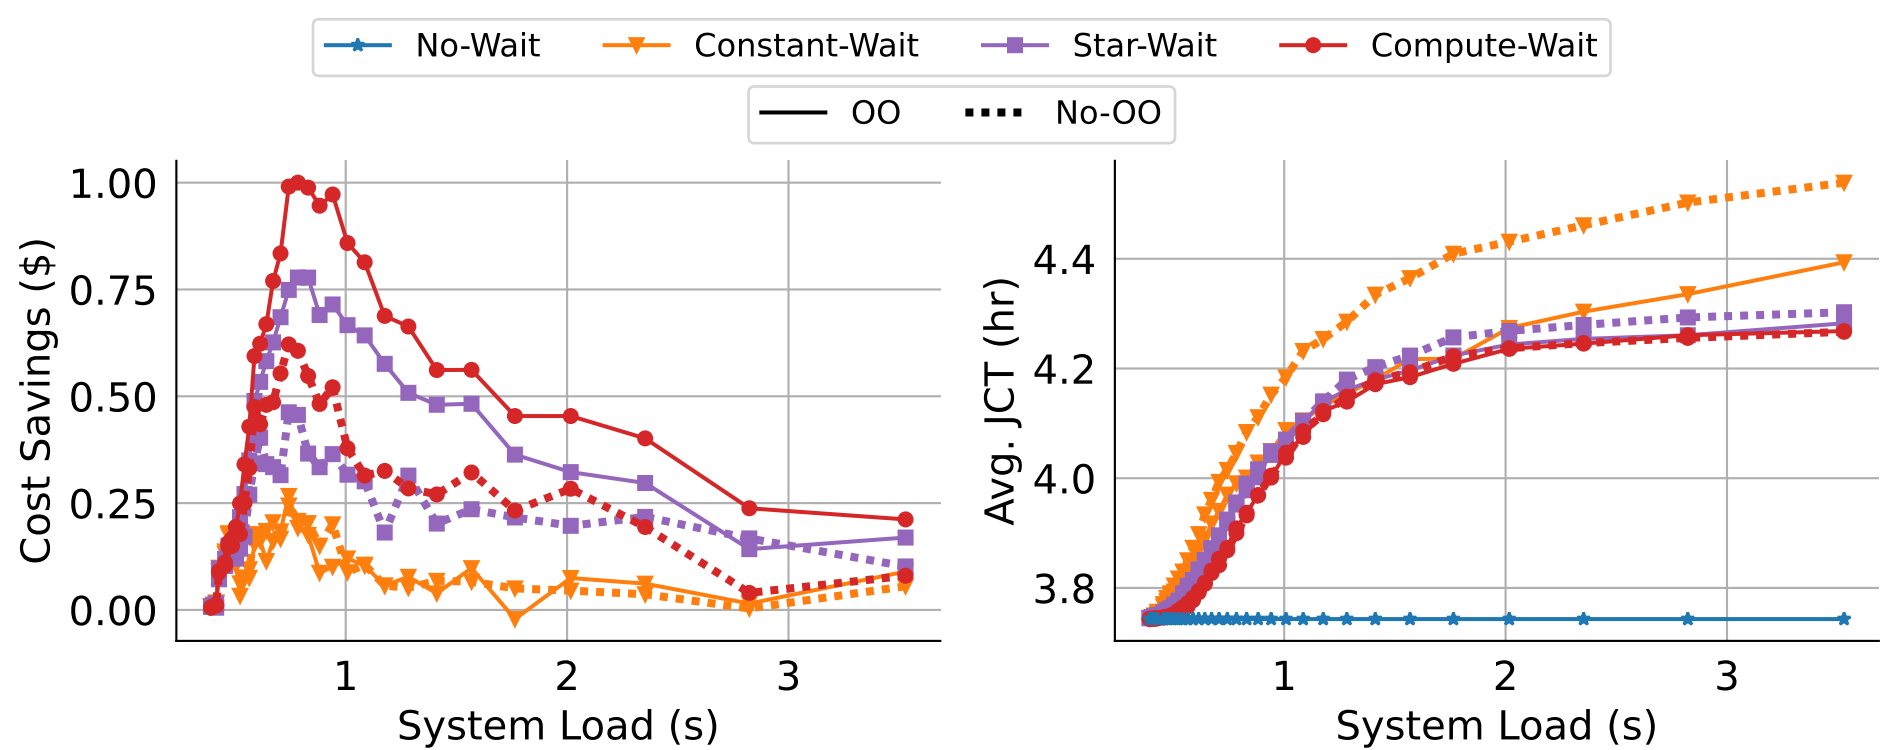 No-Wait Constant-Wait Star-Wait Compute-Wait
OO No-OO
Cost Savings ($)
1.00
0.75
0.50
0.25
0.00
1 2 3
System Load (s)
Avg. JCT (hr)
4.4
4.2
4.0
3.8
1 2 3
System Load (s)